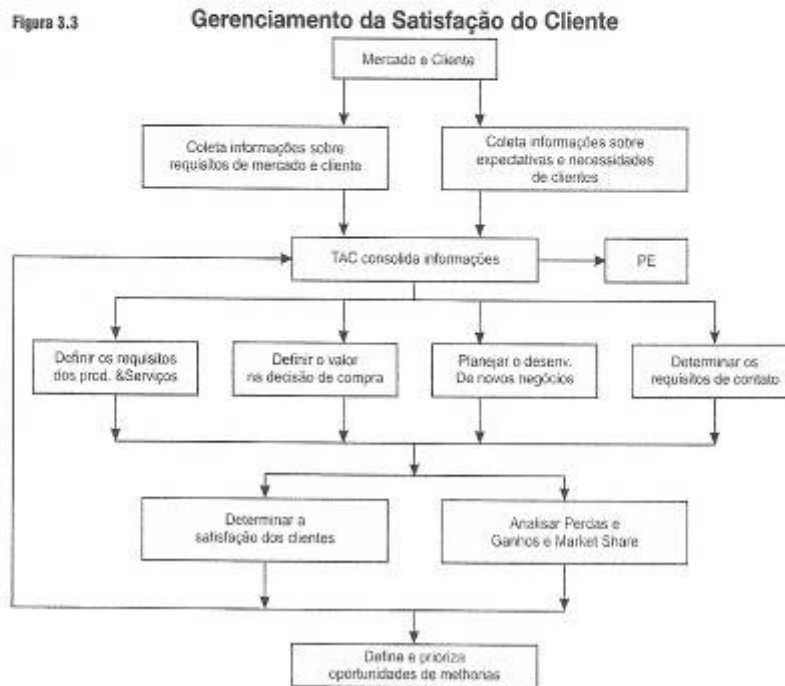 Figura 3.3
Gerenciamento da Satisfação do Cliente
Mercado e Cliente
Coleta informações sobre
requisitos de mercado e cliente
Coleta informações sobre
expectativas e necessidades
de clientes
TAC consolida informações
PE
Definir os requisitos
dos prod. &Serviços
Definir o valor
na decisão de compra
Planejar o desenv.
De novos negócios
Determinar os
requisitos de contato
Determinar a
satisfação dos clientes
Analisar Perdas e
Ganhos e Market Share
Define e prioriza
oportunidades de melhorias